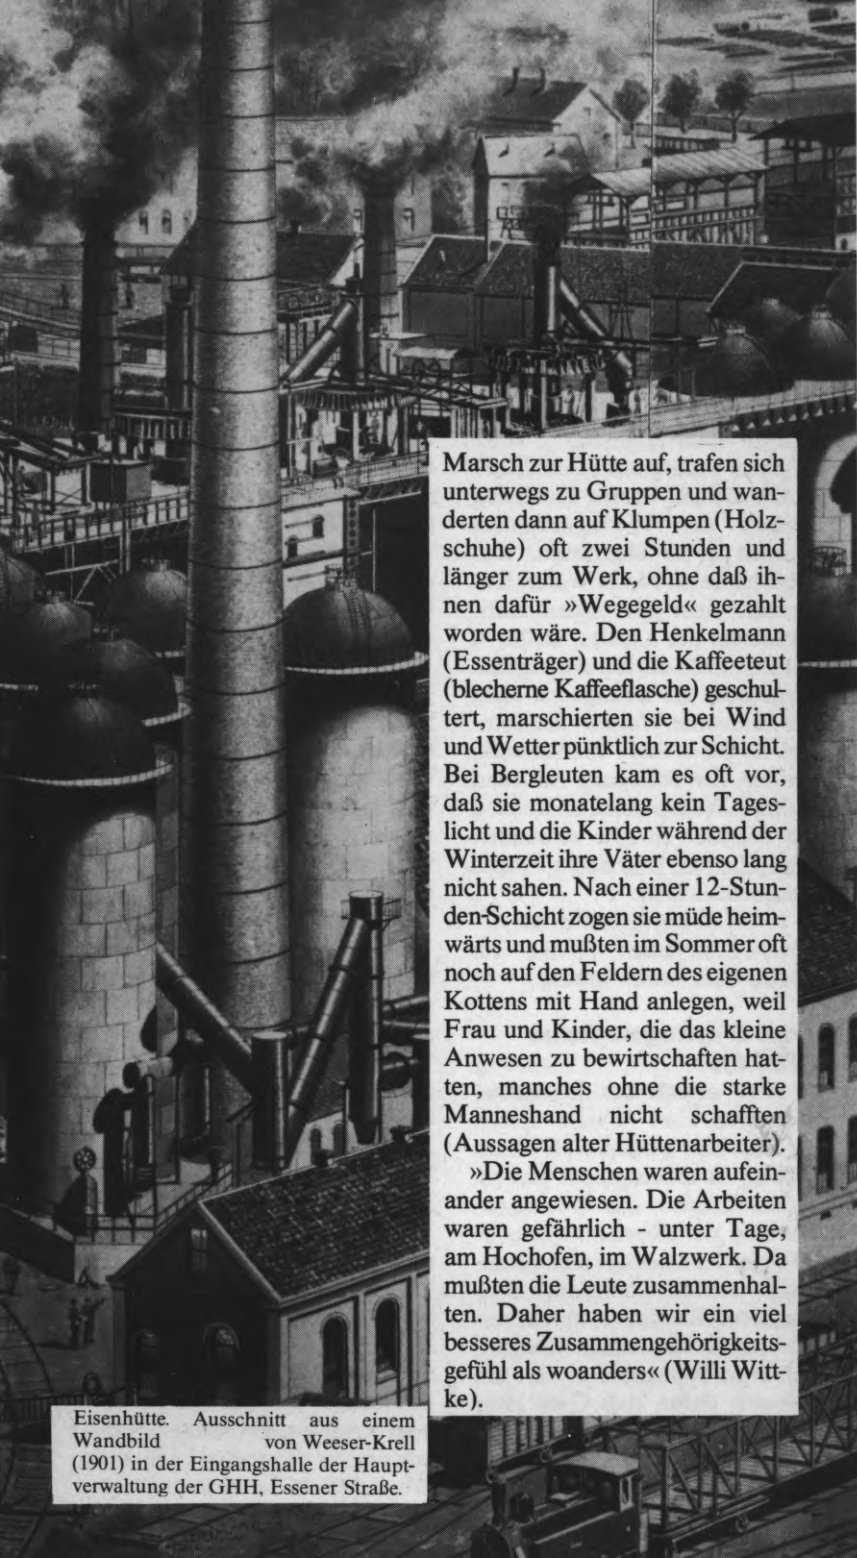 Marsch zur Hütte auf, trafen sich
unterwegs zu Gruppen und wan-
derten dann auf Klumpen (Holz-
schuhe) oft zwei Stunden und
länger zum Werk, ohne daß ih-
nen dafür »Wegegeld« gezahlt
worden wäre. Den Henkelmann
(Essenträger) und die Kaffeeteut
(blecherne Kaffeeflasche) geschul-
tert, marschierten sie bei Wind
und Wetter pünktlich zur Schicht.
Bei Bergleuten kam es oft vor,
daß sie monatelang kein Tages-
licht und die Kinder während der
Winterzeit ihre Väter ebenso lang
nicht sahen. Nach einer 12-Stun-
den-Schicht zogen sie müde heim-
wärts und mußten im Sommer oft
noch auf den Feldern des eigenen
Kottens mit Hand anlegen, weil
Frau und Kinder, die das kleine
Anwesen zu bewirtschaften hat-
ten, manches ohne die starke
Manneshand nicht schafften
(Aussagen alter Hüttenarbeiter).
»Die Menschen waren aufein-
ander angewiesen. Die Arbeiten
waren gefährlich - unter Tage,
am Hochofen, im Walzwerk. Da
mußten die Leute zusammenhal-
ten. Daher haben wir ein viel
besseres Zusammengehörigkeits-
gefühl als woanders« (Willi Witt-
ke).
Eisenhütte. Ausschnitt aus einem
Wandbild von Weeser-Krell
(1901) in der Eingangshalle der Haupt-
verwaltung der GHH, Essener Straße.